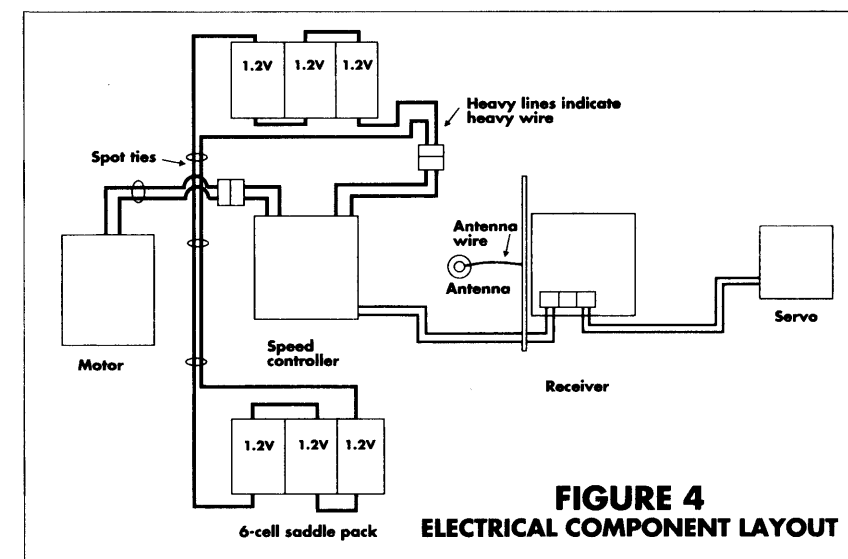 1.2V 1.2V 1.2V
Heavy lines indicate
heavy wire
Spot ties
Antenna
wire
Antenna
Motor
Speed
controller
Servo
Receiver
1.2V 1.2V 1.2V
6-cell saddle pack
FIGURE 4
ELECTRICAL COMPONENT LAYOUT